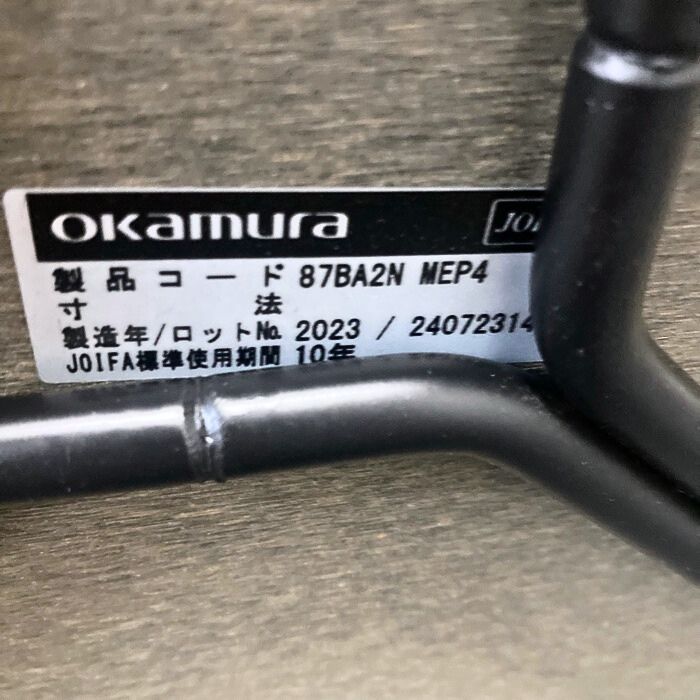 okamura
製品コード 87BA2N MEP4
寸法
製造年/ロット№ 2023 / 24072314
JOIFA標準使用期間 10年